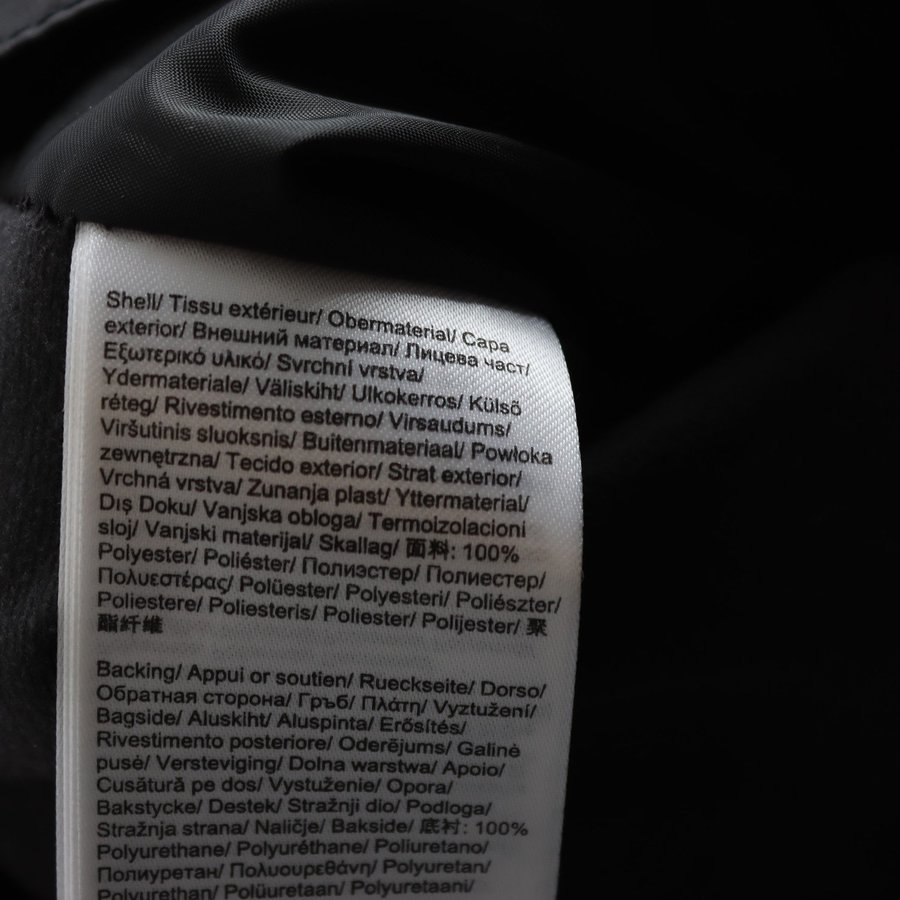 Shell/ Tissu extérieur/ Obermaterial/ Capa
exterior/ Внешний материал/ Лицева част/
Εξωτερικό υλικό/ Svrchní vrstva/
Ydermateriale/ Väliskiht/ Ulkokerros/ Külső
réteg/ Rivestimento esterno/ Virsaudums/
Viršutinis sluoksnis/ Buitenmateriaal/ Powłoka
zewnętrzna/ Tecido exterior/ Strat exterior/
Vrchná vrstva/ Zunanja plast/ Yttermaterial/
Dış Doku/ Vanjska obloga/ Termoizolacioni
sloj/ Vanjski materijal/ Skallag/ 面料: 100%
Polyester/ Poliéster/ Полиэстер/ Полиестер/
Πολυεστέρας/ Polüester/ Polyesteri/ Poliészter/
Poliestere/ Poliesteris/ Poliester/ Polijester/ 聚
酯纤维
Backing/ Appui or soutien/ Rueckseite/ Dorso/
Обратная сторона/ Гръб/ Πλάτη/ Vyztužení/
Bagside/ Aluskiht/ Aluspinta/ Erősítés/
Rivestimento posteriore/ Oderējums/ Galinė
pusė/ Versteviging/ Dolna warstwa/ Apoio/
Cusătură pe dos/ Vystuženie/ Opora/
Bakstycke/ Destek/ Stražnji dio/ Podloga/
Stražnja strana/ Naličje/ Bakside/ 底衬: 100%
Polyurethane/ Polyuréthane/ Poliuretano/
Полиуретан/ Πολυουρεθάνη/ Polyuretan/
Polyurethan/ Polüuretaan/ Polyuretaani/